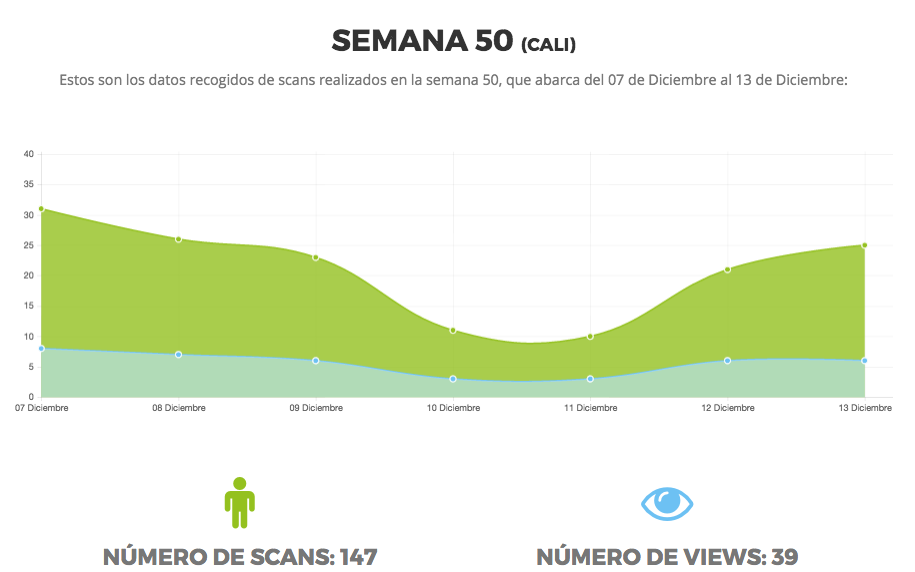 SEMANA 50 (CALI)
Estos son los datos recogidos de scans realizados en la semana 50, que abarca del 07 de Diciembre al 13 de Diciembre:
40
35
30
25
20
15
10
5
0
07 Diciembre 08 Diciembre 09 Diciembre 10 Diciembre 11 Diciembre 12 Diciembre 13 Diciembre
NÚMERO DE SCANS: 147 NÚMERO DE VIEWS: 39